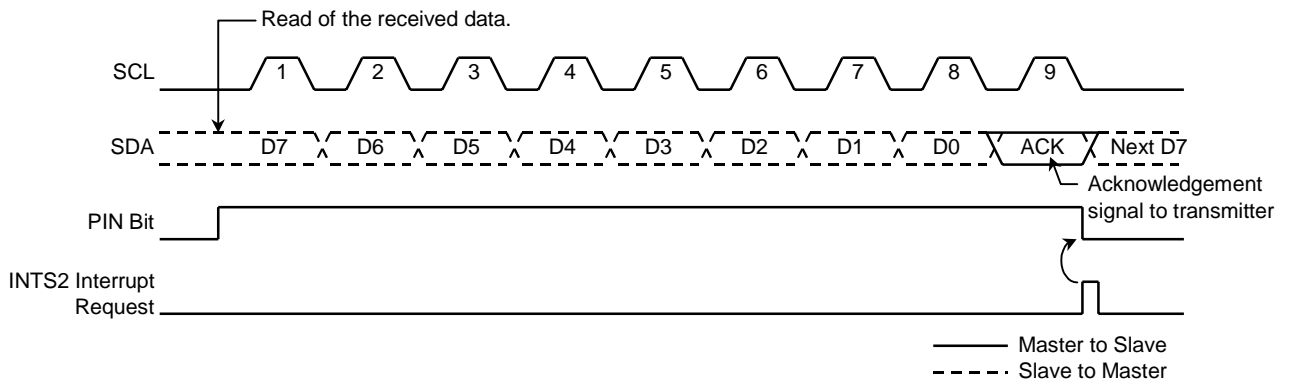 Read of the received data.
SCL 1 2 3 4 5 6 7 8 9
SDA D7 D6 D5 D4 D3 D2 D1 D0 ACK Next D7
Acknowledgement
signal to transmitter
PIN Bit
INTS2 Interrupt
Request
Master to Slave
Slave to Master